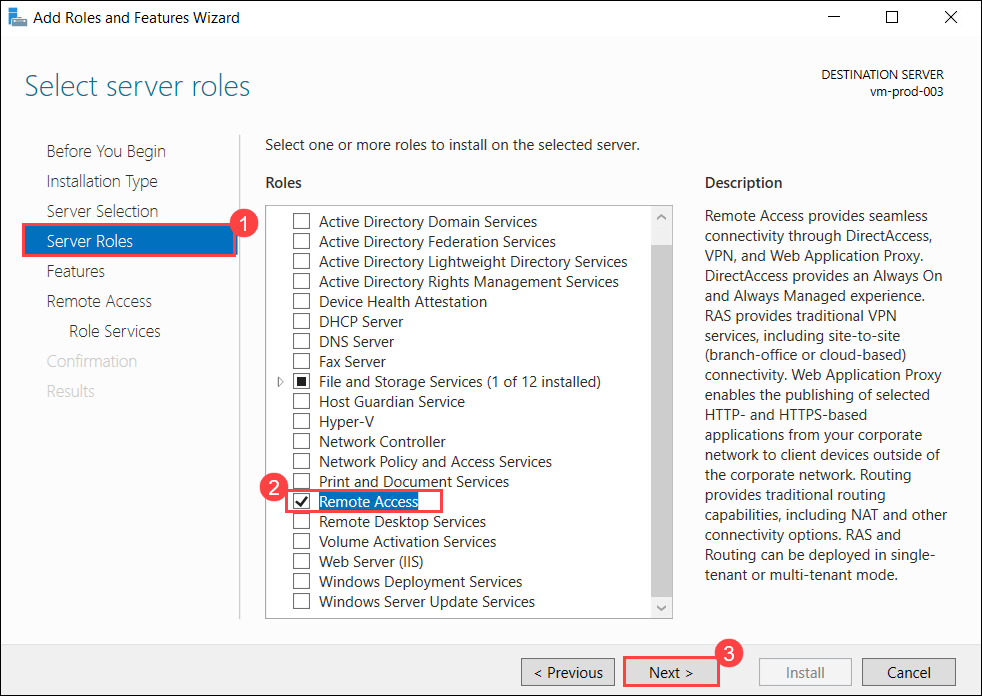 Add Roles and Features Wizard
Select server roles
DESTINATION SERVER
vm-prod-003
Before You Begin
Installation Type
Server Selection
1
Server Roles
Features
Remote Access
Role Services
Confirmation
Results
Select one or more roles to install on the selected server.
Roles
Active Directory Domain Services
Active Directory Federation Services
Active Directory Lightweight Directory Services
Active Directory Rights Management Services
Device Health Attestation
DHCP Server
DNS Server
Fax Server
File and Storage Services (1 of 12 installed)
Host Guardian Service
Hyper-V
Network Controller
Network Policy and Access Services
Print and Document Services
2
Remote Access
Remote Desktop Services
Volume Activation Services
Web Server (IIS)
Windows Deployment Services
Windows Server Update Services
Description
Remote Access provides seamless
connectivity through DirectAccess,
VPN, and Web Application Proxy.
DirectAccess provides an Always On
and Always Managed experience.
RAS provides traditional VPN
services, including site-to-site
(branch-office or cloud-based)
connectivity. Web Application Proxy
enables the publishing of selected
HTTP- and HTTPS-based
applications from your corporate
network to client devices outside of
the corporate network. Routing
provides traditional routing
capabilities, including NAT and other
connectivity options. RAS and
Routing can be deployed in single-
tenant or multi-tenant mode.
< Previous
Next >
3
Install
Cancel